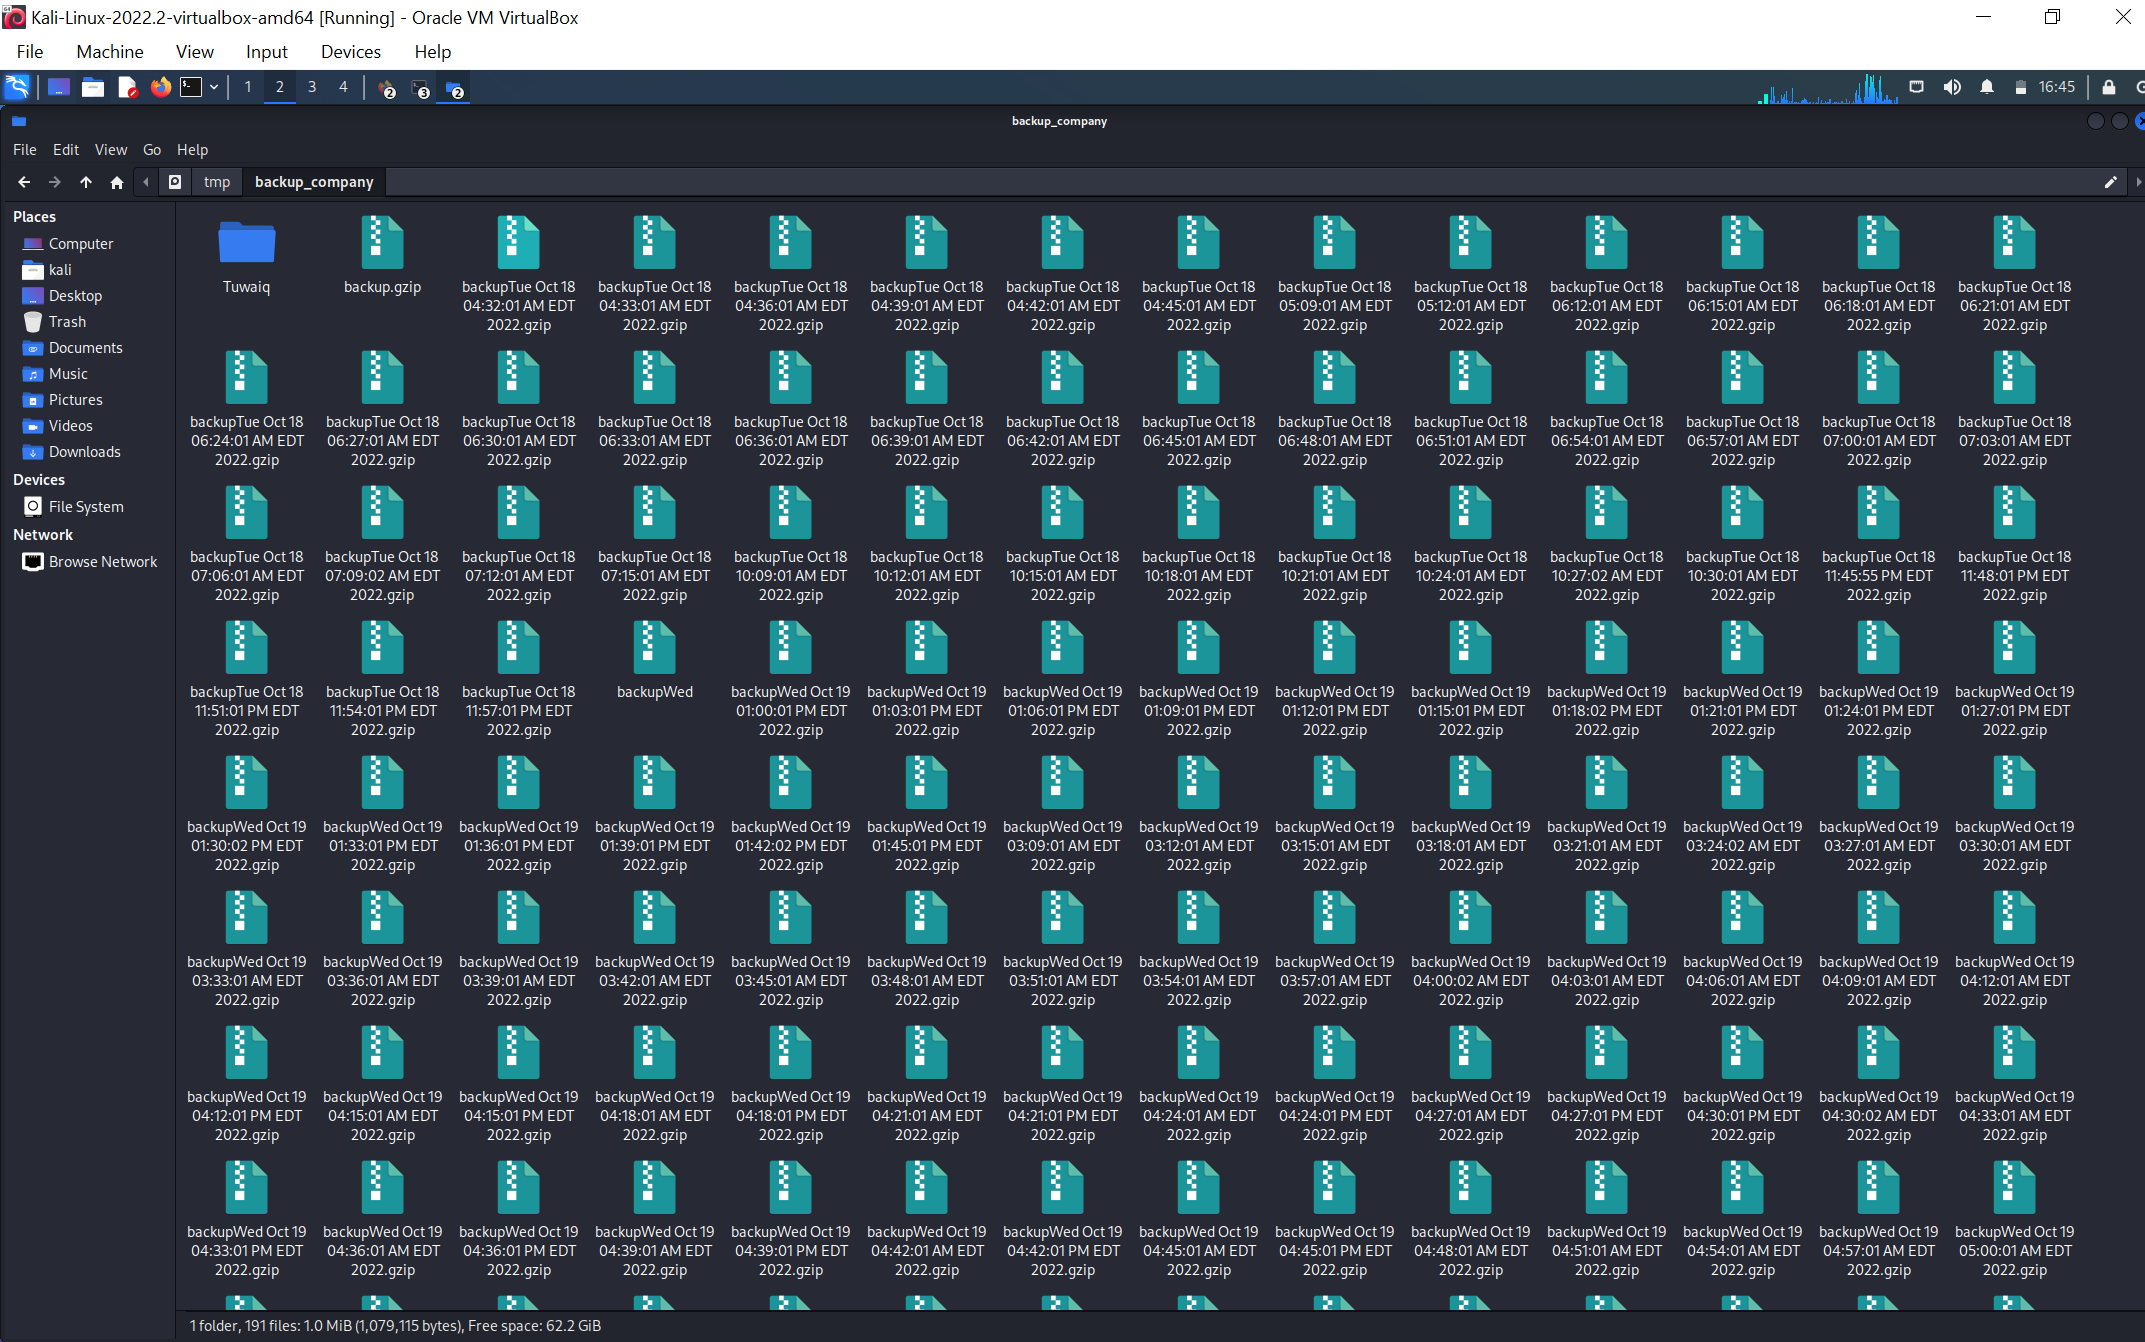 Kali-Linux-2022.2-virtualbox-amd64 [Running] - Oracle VM VirtualBox
File Machine View Input Devices Help
1 2 3 4 2 3 2 16:45
backup_company
File Edit View Go Help
tmp backup_company
Places
Computer
kali
Desktop
Trash
Documents
Music
Pictures
Videos
Downloads
Devices
File System
Network
Browse Network
Tuwaiq backup.gzip backupTue Oct 18 backupTue Oct 18 backupTue Oct 18 backupTue Oct 18 backupTue Oct 18 backupTue Oct 18 backupTue Oct 18 backupTue Oct 18 backupTue Oct 18 backupTue Oct 18 backupTue Oct 18 backupTue Oct 18
04:32:01 AM EDT 04:33:01 AM EDT 04:36:01 AM EDT 04:39:01 AM EDT 04:42:01 AM EDT 04:45:01 AM EDT 05:09:01 AM EDT 05:12:01 AM EDT 06:12:01 AM EDT 06:15:01 AM EDT 06:18:01 AM EDT 06:21:01 AM EDT
2022.gzip 2022.gzip 2022.gzip 2022.gzip 2022.gzip 2022.gzip 2022.gzip 2022.gzip 2022.gzip 2022.gzip 2022.gzip 2022.gzip
backupTue Oct 18 backupTue Oct 18 backupTue Oct 18 backupTue Oct 18 backupTue Oct 18 backupTue Oct 18 backupTue Oct 18 backupTue Oct 18 backupTue Oct 18 backupTue Oct 18 backupTue Oct 18 backupTue Oct 18 backupTue Oct 18 backupTue Oct 18
06:24:01 AM EDT 06:27:01 AM EDT 06:30:01 AM EDT 06:33:01 AM EDT 06:36:01 AM EDT 06:39:01 AM EDT 06:42:01 AM EDT 06:45:01 AM EDT 06:48:01 AM EDT 06:51:01 AM EDT 06:54:01 AM EDT 06:57:01 AM EDT 07:00:01 AM EDT 07:03:01 AM EDT
2022.gzip 2022.gzip 2022.gzip 2022.gzip 2022.gzip 2022.gzip 2022.gzip 2022.gzip 2022.gzip 2022.gzip 2022.gzip 2022.gzip 2022.gzip 2022.gzip
backupTue Oct 18 backupTue Oct 18 backupTue Oct 18 backupTue Oct 18 backupTue Oct 18 backupTue Oct 18 backupTue Oct 18 backupTue Oct 18 backupTue Oct 18 backupTue Oct 18 backupTue Oct 18 backupTue Oct 18 backupTue Oct 18 backupTue Oct 18
07:06:01 AM EDT 07:09:02 AM EDT 07:12:01 AM EDT 07:15:01 AM EDT 10:09:01 AM EDT 10:12:01 AM EDT 10:15:01 AM EDT 10:18:01 AM EDT 10:21:01 AM EDT 10:24:01 AM EDT 10:27:02 AM EDT 10:30:01 AM EDT 11:45:55 PM EDT 11:48:01 PM EDT
2022.gzip 2022.gzip 2022.gzip 2022.gzip 2022.gzip 2022.gzip 2022.gzip 2022.gzip 2022.gzip 2022.gzip 2022.gzip 2022.gzip 2022.gzip 2022.gzip
backupTue Oct 18 backupTue Oct 18 backupTue Oct 18 backupWed backupWed Oct 19 backupWed Oct 19 backupWed Oct 19 backupWed Oct 19 backupWed Oct 19 backupWed Oct 19 backupWed Oct 19 backupWed Oct 19 backupWed Oct 19 backupWed Oct 19
11:51:01 PM EDT 11:54:01 PM EDT 11:57:01 PM EDT 01:00:01 PM EDT 01:03:01 PM EDT 01:06:01 PM EDT 01:09:01 PM EDT 01:12:01 PM EDT 01:15:01 PM EDT 01:18:02 PM EDT 01:21:01 PM EDT 01:24:01 PM EDT 01:27:01 PM EDT
2022.gzip 2022.gzip 2022.gzip 2022.gzip 2022.gzip 2022.gzip 2022.gzip 2022.gzip 2022.gzip 2022.gzip 2022.gzip 2022.gzip 2022.gzip
backupWed Oct 19 backupWed Oct 19 backupWed Oct 19 backupWed Oct 19 backupWed Oct 19 backupWed Oct 19 backupWed Oct 19 backupWed Oct 19 backupWed Oct 19 backupWed Oct 19 backupWed Oct 19 backupWed Oct 19 backupWed Oct 19 backupWed Oct 19
01:30:02 PM EDT 01:33:01 PM EDT 01:36:01 PM EDT 01:39:01 PM EDT 01:42:02 PM EDT 01:45:01 PM EDT 03:09:01 AM EDT 03:12:01 AM EDT 03:15:01 AM EDT 03:18:01 AM EDT 03:21:01 AM EDT 03:24:02 AM EDT 03:27:01 AM EDT 03:30:01 AM EDT
2022.gzip 2022.gzip 2022.gzip 2022.gzip 2022.gzip 2022.gzip 2022.gzip 2022.gzip 2022.gzip 2022.gzip 2022.gzip 2022.gzip 2022.gzip 2022.gzip
backupWed Oct 19 backupWed Oct 19 backupWed Oct 19 backupWed Oct 19 backupWed Oct 19 backupWed Oct 19 backupWed Oct 19 backupWed Oct 19 backupWed Oct 19 backupWed Oct 19 backupWed Oct 19 backupWed Oct 19 backupWed Oct 19 backupWed Oct 19
03:33:01 AM EDT 03:36:01 AM EDT 03:39:01 AM EDT 03:42:01 AM EDT 03:45:01 AM EDT 03:48:01 AM EDT 03:51:01 AM EDT 03:54:01 AM EDT 03:57:01 AM EDT 04:00:02 AM EDT 04:03:01 AM EDT 04:06:01 AM EDT 04:09:01 AM EDT 04:12:01 AM EDT
2022.gzip 2022.gzip 2022.gzip 2022.gzip 2022.gzip 2022.gzip 2022.gzip 2022.gzip 2022.gzip 2022.gzip 2022.gzip 2022.gzip 2022.gzip 2022.gzip
backupWed Oct 19 backupWed Oct 19 backupWed Oct 19 backupWed Oct 19 backupWed Oct 19 backupWed Oct 19 backupWed Oct 19 backupWed Oct 19 backupWed Oct 19 backupWed Oct 19 backupWed Oct 19 backupWed Oct 19 backupWed Oct 19 backupWed Oct 19
04:12:01 PM EDT 04:15:01 AM EDT 04:15:01 PM EDT 04:18:01 AM EDT 04:18:01 PM EDT 04:21:01 AM EDT 04:21:01 PM EDT 04:24:01 AM EDT 04:24:01 PM EDT 04:27:01 AM EDT 04:27:01 PM EDT 04:30:01 PM EDT 04:30:02 AM EDT 04:33:01 AM EDT
2022.gzip 2022.gzip 2022.gzip 2022.gzip 2022.gzip 2022.gzip 2022.gzip 2022.gzip 2022.gzip 2022.gzip 2022.gzip 2022.gzip 2022.gzip 2022.gzip
backupWed Oct 19 backupWed Oct 19 backupWed Oct 19 backupWed Oct 19 backupWed Oct 19 backupWed Oct 19 backupWed Oct 19 backupWed Oct 19 backupWed Oct 19 backupWed Oct 19 backupWed Oct 19 backupWed Oct 19 backupWed Oct 19 backupWed Oct 19
04:33:01 PM EDT 04:36:01 AM EDT 04:36:01 PM EDT 04:39:01 AM EDT 04:39:01 PM EDT 04:42:01 AM EDT 04:42:01 PM EDT 04:45:01 AM EDT 04:45:01 PM EDT 04:48:01 AM EDT 04:51:01 AM EDT 04:54:01 AM EDT 04:57:01 AM EDT 05:00:01 AM EDT
2022.gzip 2022.gzip 2022.gzip 2022.gzip 2022.gzip 2022.gzip 2022.gzip 2022.gzip 2022.gzip 2022.gzip 2022.gzip 2022.gzip 2022.gzip 2022.gzip
1 folder, 191 files: 1.0 MiB (1,079,115 bytes), Free space: 62.2 GiB